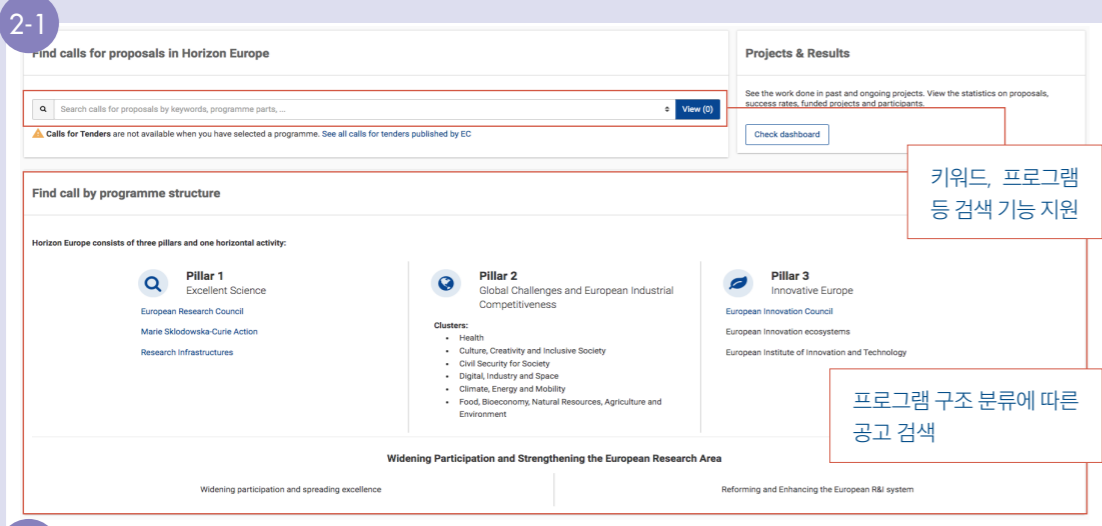 2-1
Find calls for proposals in Horizon Europe
Search calls for proposals by keywords, programme parts, ...
View (0)
Calls for Tenders are not available when you have selected a programme. See all calls for tenders published by EC
Projects & Results
See the work done in past and ongoing projects. View the statistics on proposals,
success rates, funded projects and participants.
Check dashboard
키워드, 프로그램
등 검색 기능 지원
Find call by programme structure
Horizon Europe consists of three pillars and one horizontal activity:
Pillar 1
Excellent Science
European Research Council
Marie Sklodowska-Curie Action
Research Infrastructures
Pillar 2
Global Challenges and European Industrial
Competitiveness
Clusters:
• Health
• Culture, Creativity and Inclusive Society
• Civil Security for Society
• Digital, Industry and Space
• Climate, Energy and Mobility
• Food, Bioeconomy, Natural Resources, Agriculture and
Environment
Pillar 3
Innovative Europe
European Innovation Council
European Innovation ecosystems
European Institute of Innovation and Technology
프로그램 구조 분류에 따른
공고 검색
Widening Participation and Strengthening the European Research Area
Widening participation and spreading excellence
Reforming and Enhancing the European R&I system